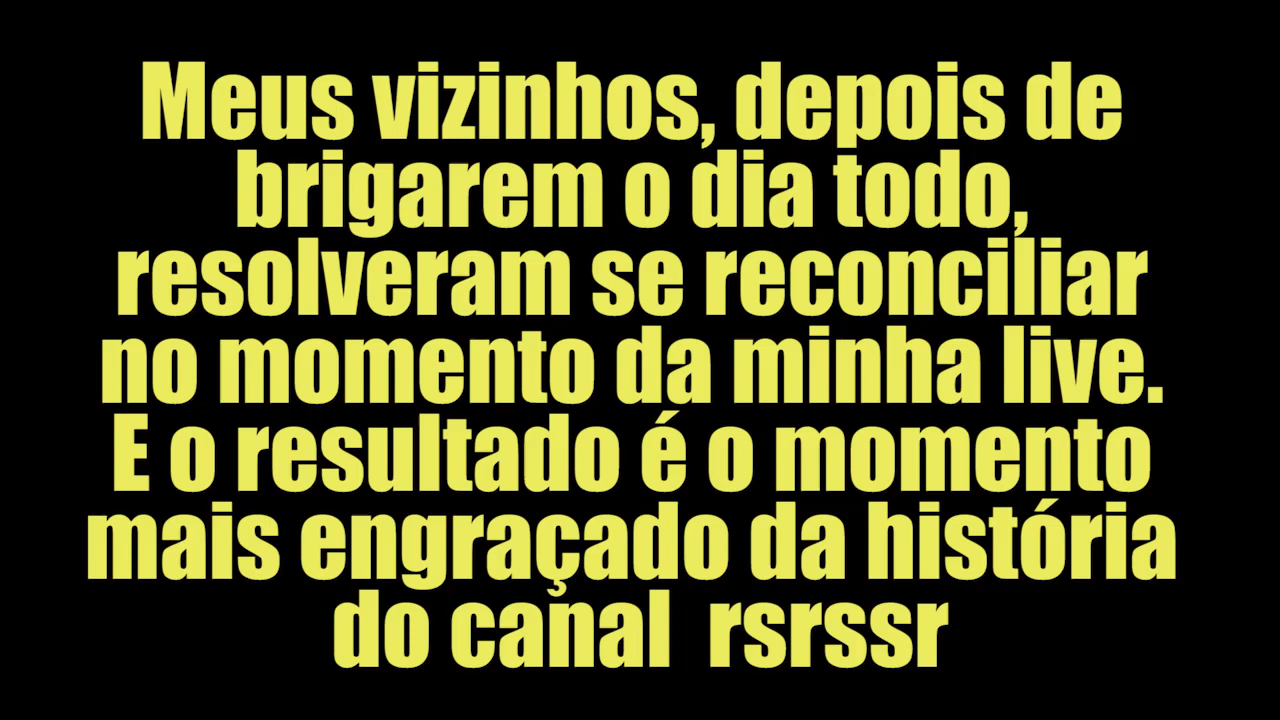 Meus vizinhos, depois de
brigarem o dia todo,
resolveram se reconciliar
no momento da minha live.
E o resultado é o momento
mais engraçado da história
do canal  rsrssr